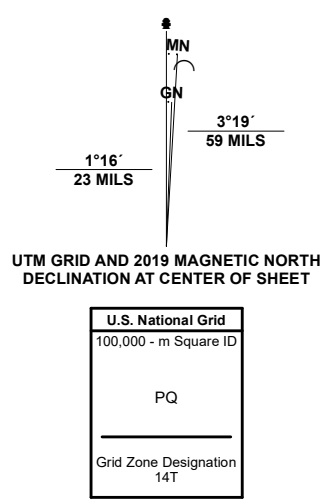 MN
GN
3°19´
59 MILS
1°16´
23 MILS
UTM GRID AND 2019 MAGNETIC NORTH
DECLINATION AT CENTER OF SHEET
U.S. National Grid
100,000 - m Square ID
PQ
Grid Zone Designation
14T